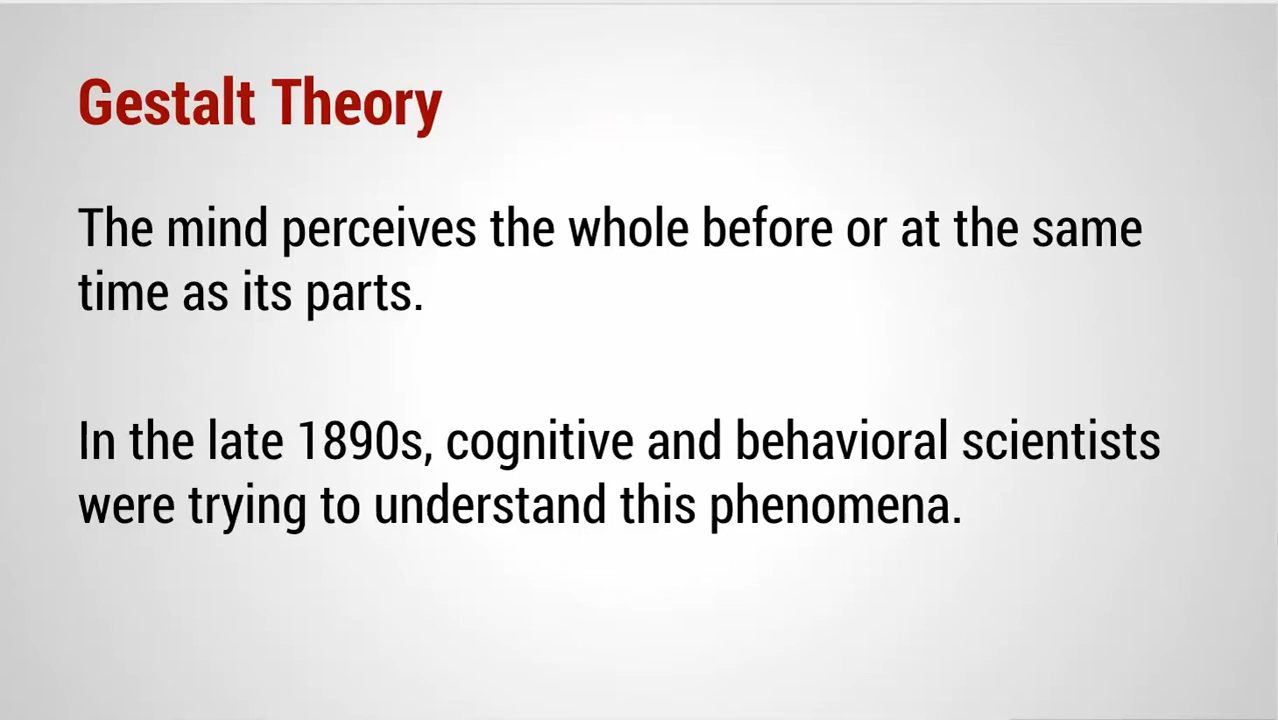 Gestalt Theory
The mind perceives the whole before or at the same
time as its parts.
In the late 1890s, cognitive and behavioral scientists
were trying to understand this phenomena.